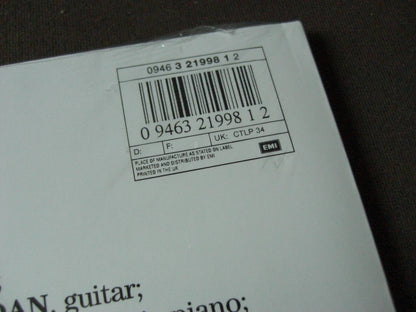 0946 3 21998 1 2
0 94632 21998 1 2
D: F: UK: CTLP 34
PLACE OF MANUFACTURE AS STATED ON LABEL
MARKETED AND DISTRIBUTED BY EMI
PRINTED IN THE UK
EMI
guitar;
piano;